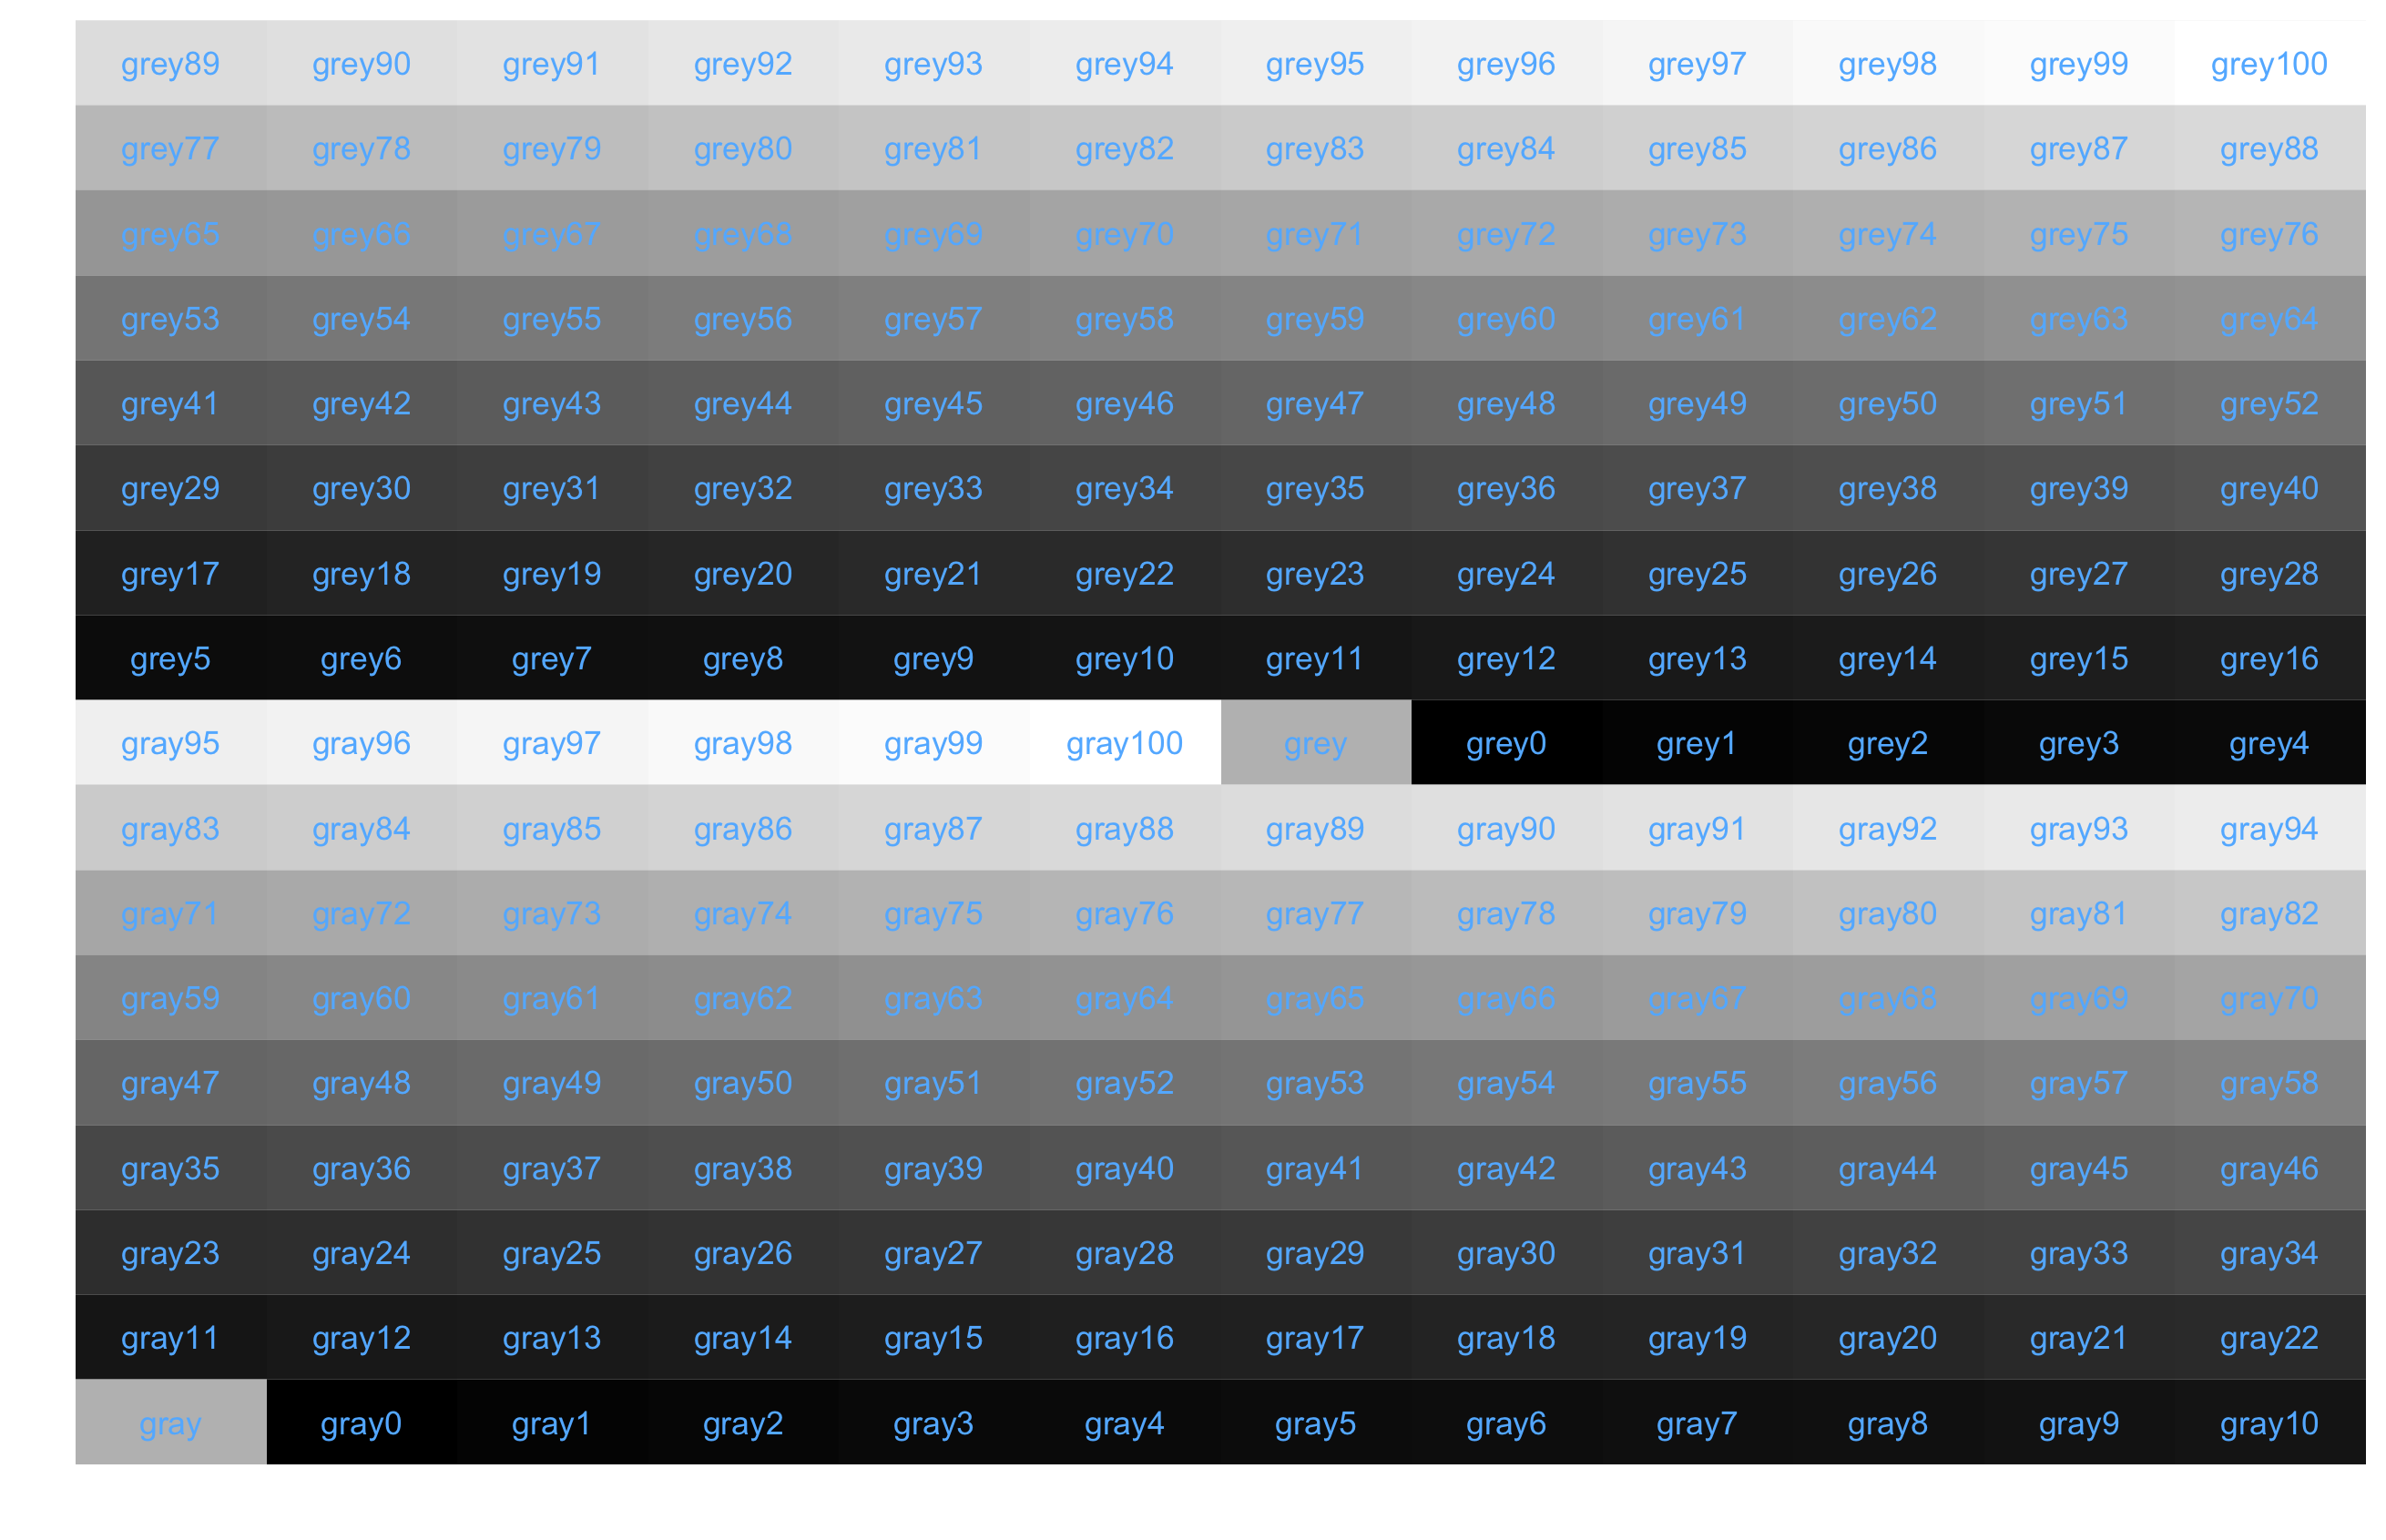 grey89 grey90 grey91 grey92 grey93 grey94 grey95 grey96 grey97 grey98 grey99 grey100
grey77 grey78 grey79 grey80 grey81 grey82 grey83 grey84 grey85 grey86 grey87 grey88
grey65 grey66 grey67 grey68 grey69 grey70 grey71 grey72 grey73 grey74 grey75 grey76
grey53 grey54 grey55 grey56 grey57 grey58 grey59 grey60 grey61 grey62 grey63 grey64
grey41 grey42 grey43 grey44 grey45 grey46 grey47 grey48 grey49 grey50 grey51 grey52
grey29 grey30 grey31 grey32 grey33 grey34 grey35 grey36 grey37 grey38 grey39 grey40
grey17 grey18 grey19 grey20 grey21 grey22 grey23 grey24 grey25 grey26 grey27 grey28
grey5 grey6 grey7 grey8 grey9 grey10 grey11 grey12 grey13 grey14 grey15 grey16
gray95 gray96 gray97 gray98 gray99 gray100 grey grey0 grey1 grey2 grey3 grey4
gray83 gray84 gray85 gray86 gray87 gray88 gray89 gray90 gray91 gray92 gray93 gray94
gray71 gray72 gray73 gray74 gray75 gray76 gray77 gray78 gray79 gray80 gray81 gray82
gray59 gray60 gray61 gray62 gray63 gray64 gray65 gray66 gray67 gray68 gray69 gray70
gray47 gray48 gray49 gray50 gray51 gray52 gray53 gray54 gray55 gray56 gray57 gray58
gray35 gray36 gray37 gray38 gray39 gray40 gray41 gray42 gray43 gray44 gray45 gray46
gray23 gray24 gray25 gray26 gray27 gray28 gray29 gray30 gray31 gray32 gray33 gray34
gray11 gray12 gray13 gray14 gray15 gray16 gray17 gray18 gray19 gray20 gray21 gray22
gray gray0 gray1 gray2 gray3 gray4 gray5 gray6 gray7 gray8 gray9 gray10